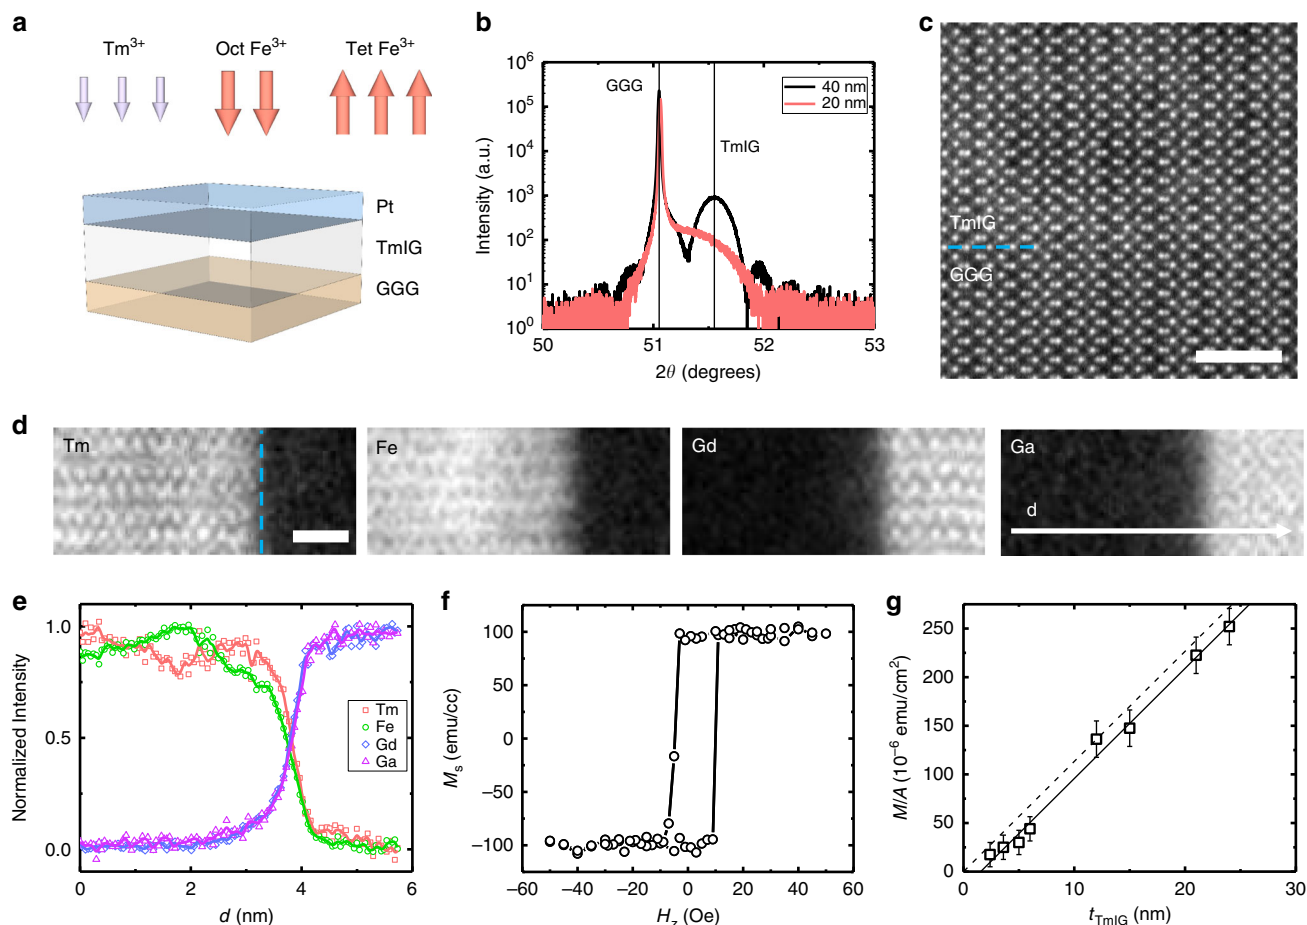 a
Tm3+ Oct Fe3+ Tet Fe3+
Pt
TmIG
GGG
b
GGG
TmIG
40 nm
20 nm
10^6
10^5
10^4
10^3
10^2
10^1
10^0
Intensity (a.u.)
50 51 52 53
2θ (degrees)
c
TmIG
GGG
d
Tm
Fe
Gd
Ga
d
e
1.0
0.5
0.0
Normalized Intensity
Tm
Fe
Gd
Ga
0 2 4 6
d (nm)
f
100
50
0
−50
−100
Ms (emu/cc)
−60 −40 −20 0 20 40 60
Hz (Oe)
g
250
200
150
100
50
0
M/A (10−6 emu/cm2)
0 10 20 30
tTmIG (nm)